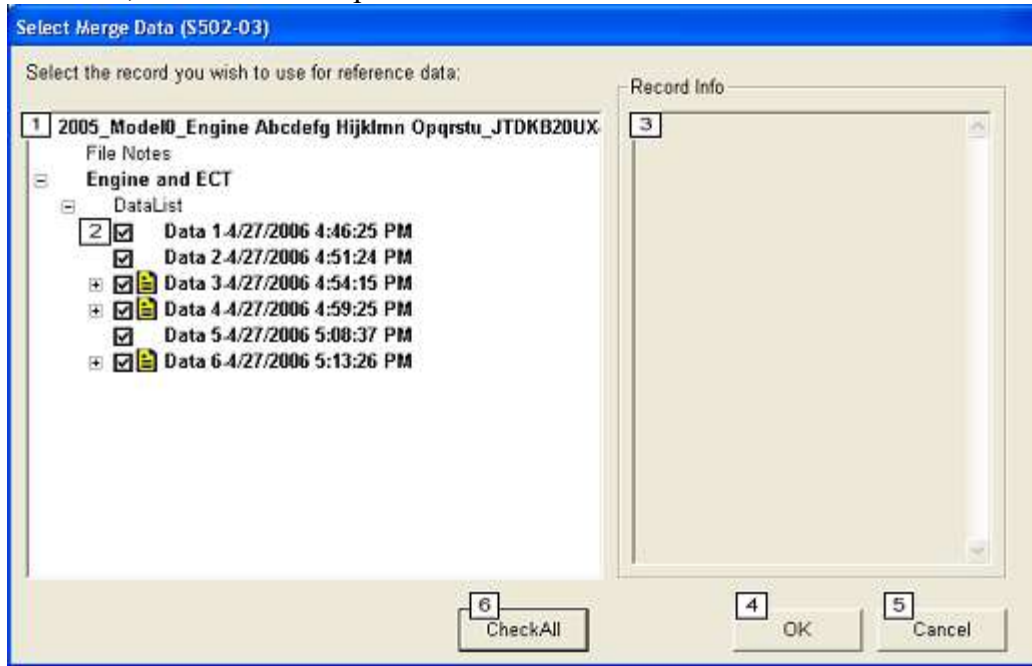 Select Merge Data (S502-03)
Select the record you wish to use for reference data:
Record Info
1 2005_Model0_Engine Abcdefg Hijklmn Opqrstu_JTDKB20UX
3
File Notes
Engine and ECT
DataList
2 Data 1-4/27/2006 4:46:25 PM
Data 2-4/27/2006 4:51:24 PM
Data 3-4/27/2006 4:54:15 PM
Data 4-4/27/2006 4:59:25 PM
Data 5-4/27/2006 5:08:37 PM
Data 6-4/27/2006 5:13:26 PM
6 CheckAll
4 OK
5 Cancel